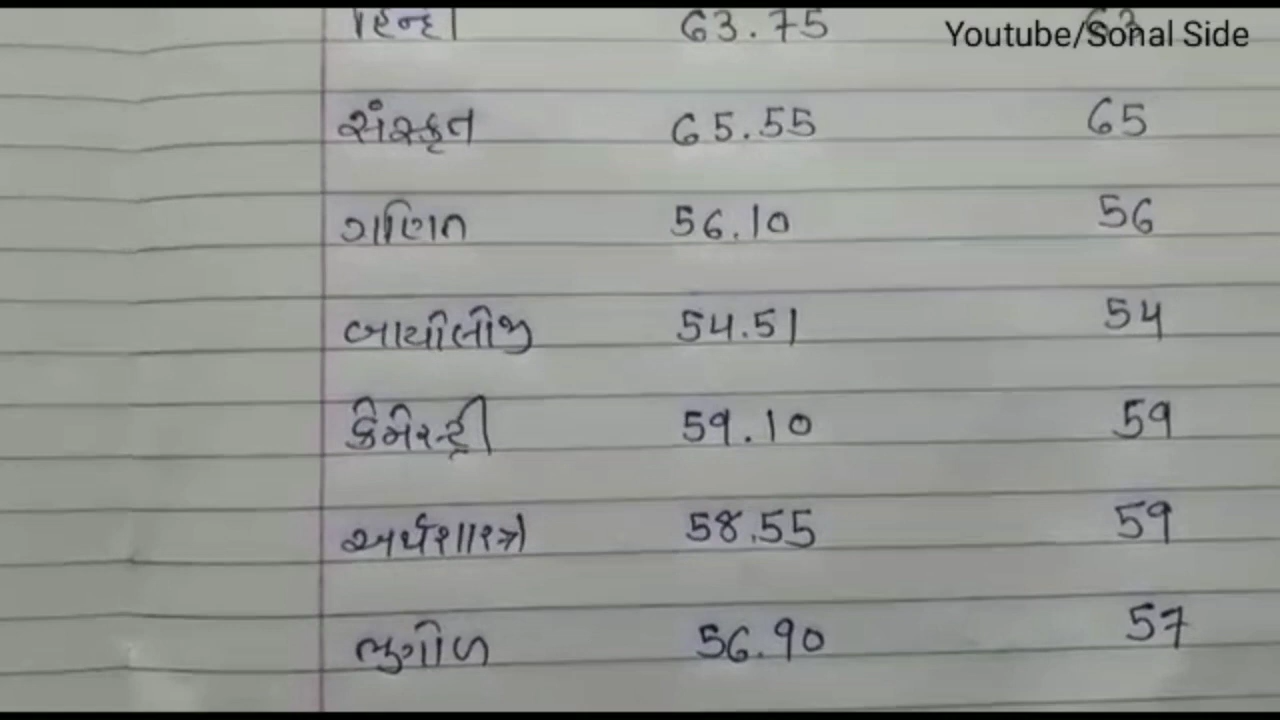 હિન્દી 63.75 63
Youtube/Sonal Side
સંસ્કૃત 65.55 65
ગણિત 56.10 56
બાયોલોજી 54.51 54
કેમેસ્ટ્રી 59.10 59
અર્થશાસ્ત્રે 58.55 59
ભુગોળ 56.90 57